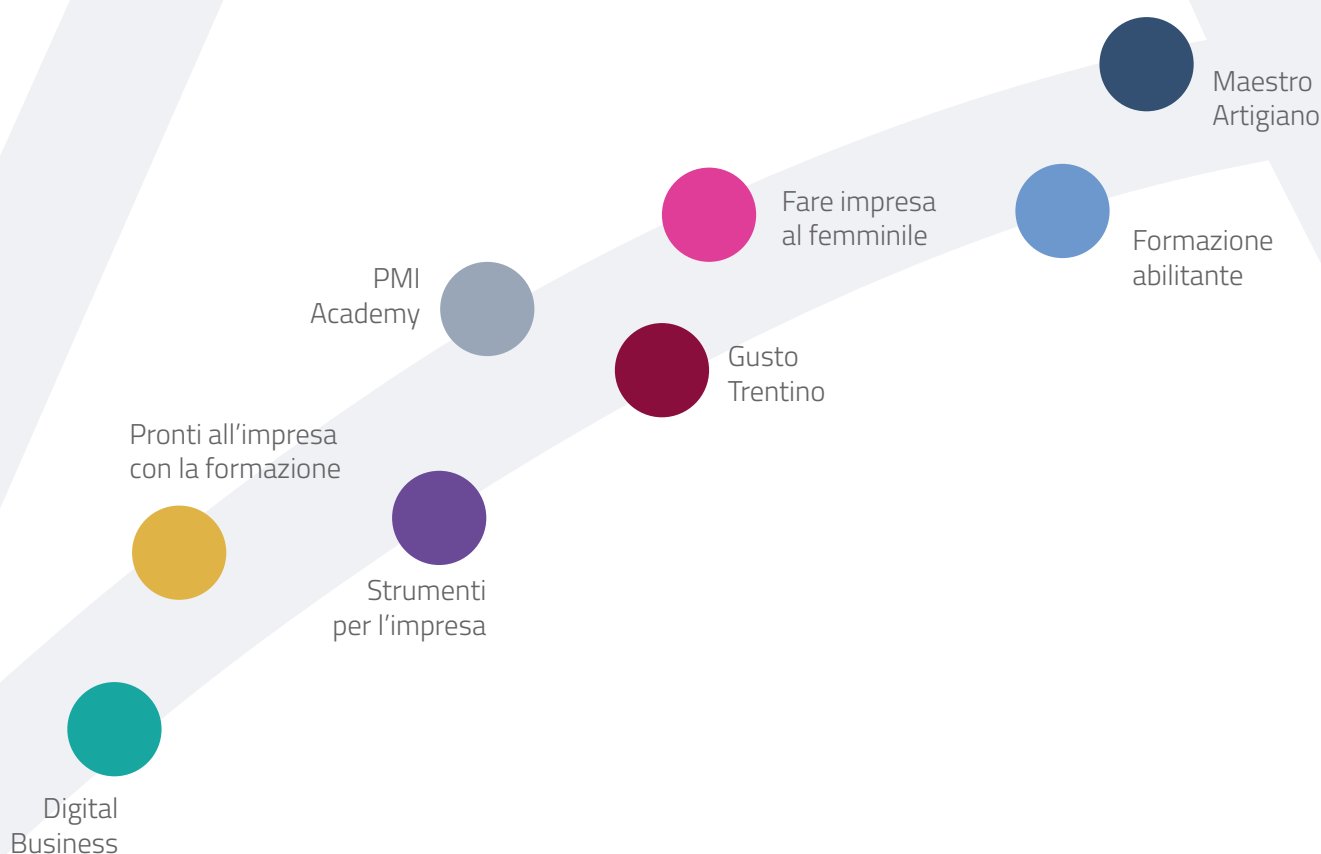 Maestro
Artigiano
Fare impresa
al femminile
Formazione
abilitante
PMI
Academy
Gusto
Trentino
Pronti all’impresa
con la formazione
Strumenti
per l’impresa
Digital
Business